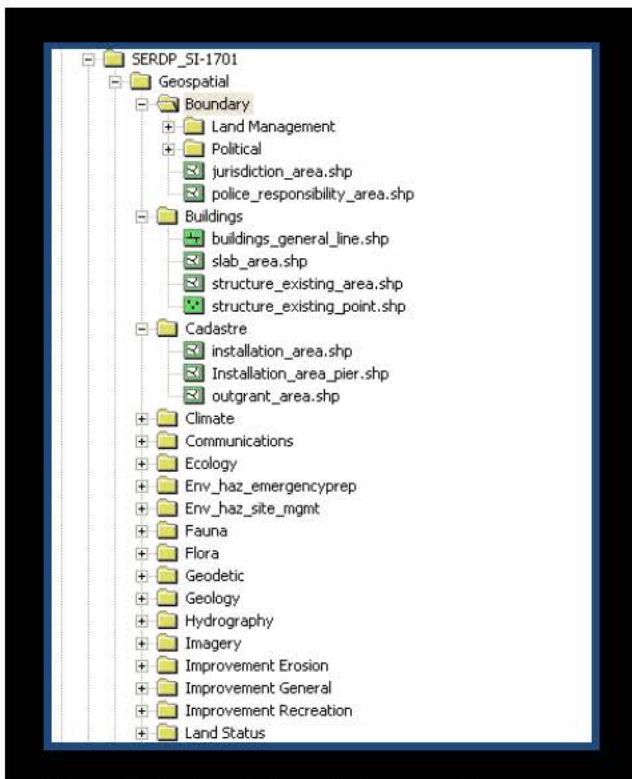 SERDP_SI-1701
Geospatial
Boundary
Land Management
Political
jurisdiction_area.shp
police_responsibility_area.shp
Buildings
buildings_general_line.shp
slab_area.shp
structure_existing_area.shp
structure_existing_point.shp
Cadastre
installation_area.shp
Installation_area_pier.shp
outgrant_area.shp
Climate
Communications
Ecology
Env_haz_emergencyprep
Env_haz_site_mgmt
Fauna
Flora
Geodetic
Geology
Hydrography
Imagery
Improvement Erosion
Improvement General
Improvement Recreation
Land Status